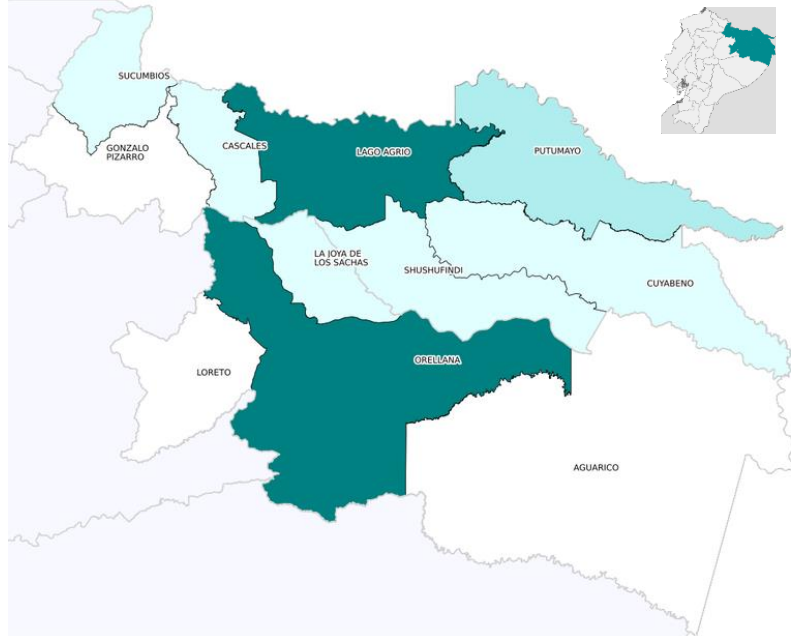 SUCUMBIOS
GONZALO
PIZARRO
CASCALES
LAGO AGRIO
PUTUMAYO
LA JOYA DE
LOS SACHAS
SHUSHUFINDI
CUYABENO
LORETO
ORELLANA
AGUARICO